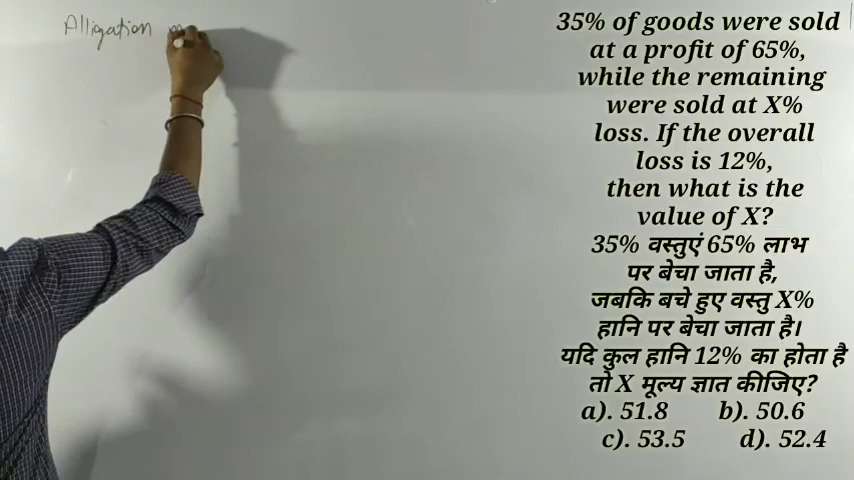 Alligation
35% of goods were sold
at a profit of 65%,
while the remaining
were sold at X%
loss. If the overall
loss is 12%,
then what is the
value of X?
35% वस्तुएं 65% लाभ
पर बेचा जाता है,
जबकि बचे हुए वस्तु X%
हानि पर बेचा जाता है।
यदि कुल हानि 12% का होता है
तो X मूल्य ज्ञात कीजिए?
a). 51.8 b). 50.6
c). 53.5 d). 52.4